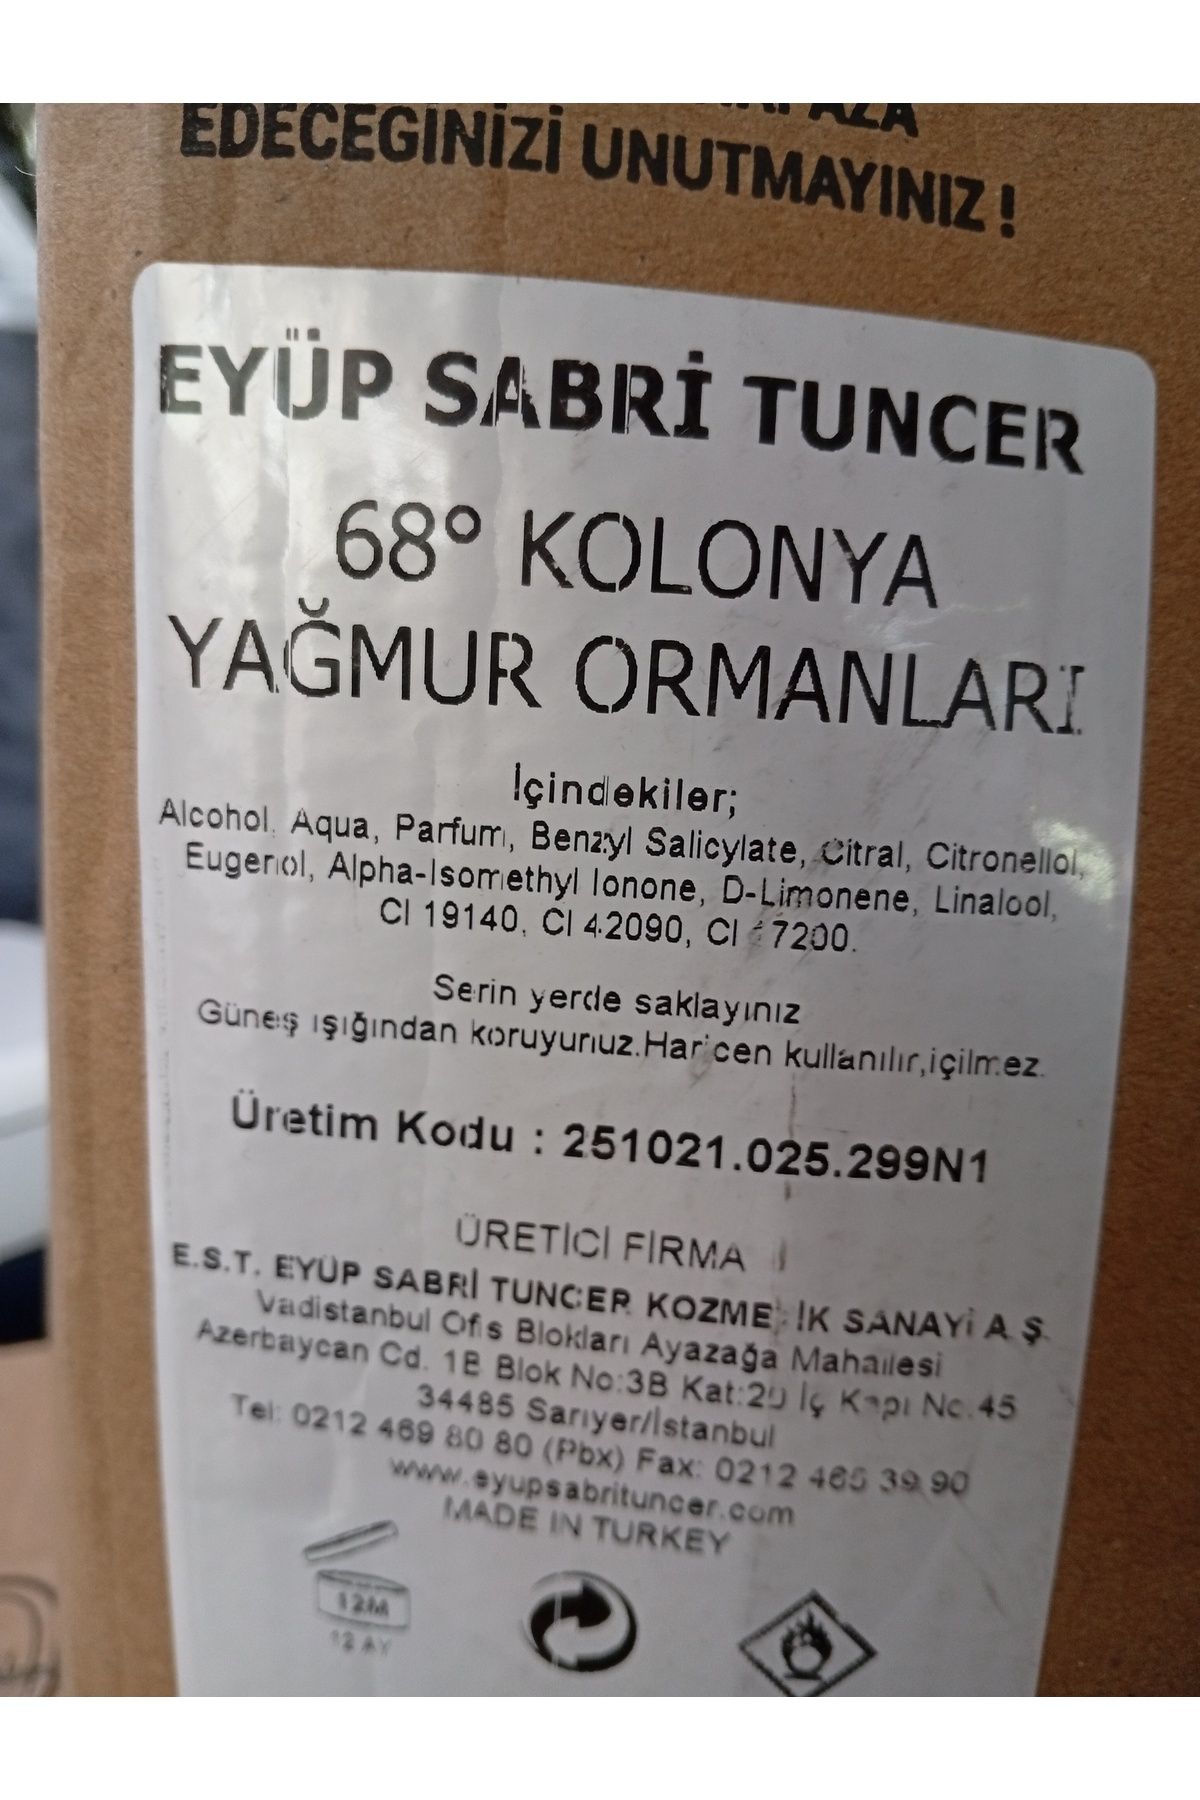 EDECEĞİNİZİ UNUTMAYINIZ !
EYÜP SABRİ TUNCER
68° KOLONYA
YAĞMUR ORMANLARI
İçindekiler;
Alcohol, Aqua, Parfum, Benzyl Salicylate, Citral, Citronellol,
Eugenol, Alpha-Isomethyl Ionone, D-Limonene, Linalool,
CI 19140, CI 42090, CI 17200.
Serin yerde saklayınız
Güneş ışığından koruyunuz.Haricen kullanılır,içilmez.
Üretim Kodu : 251021.025.299N1
ÜRETİCİ FİRMA
E.S.T. EYÜP SABRİ TUNCER KOZMETİK SANAYİ A.Ş.
Vadistanbul Ofis Blokları Ayazağa Mahallesi
Azerbaycan Cd. 1B Blok No:3B Kat:20 İç Kapı No.45
34485 Sarıyer/İstanbul
Tel: 0212 469 80 80 (Pbx) Fax: 0212 465 39 90
www.eyupsabrituncer.com
MADE IN TURKEY
12M
12 AY